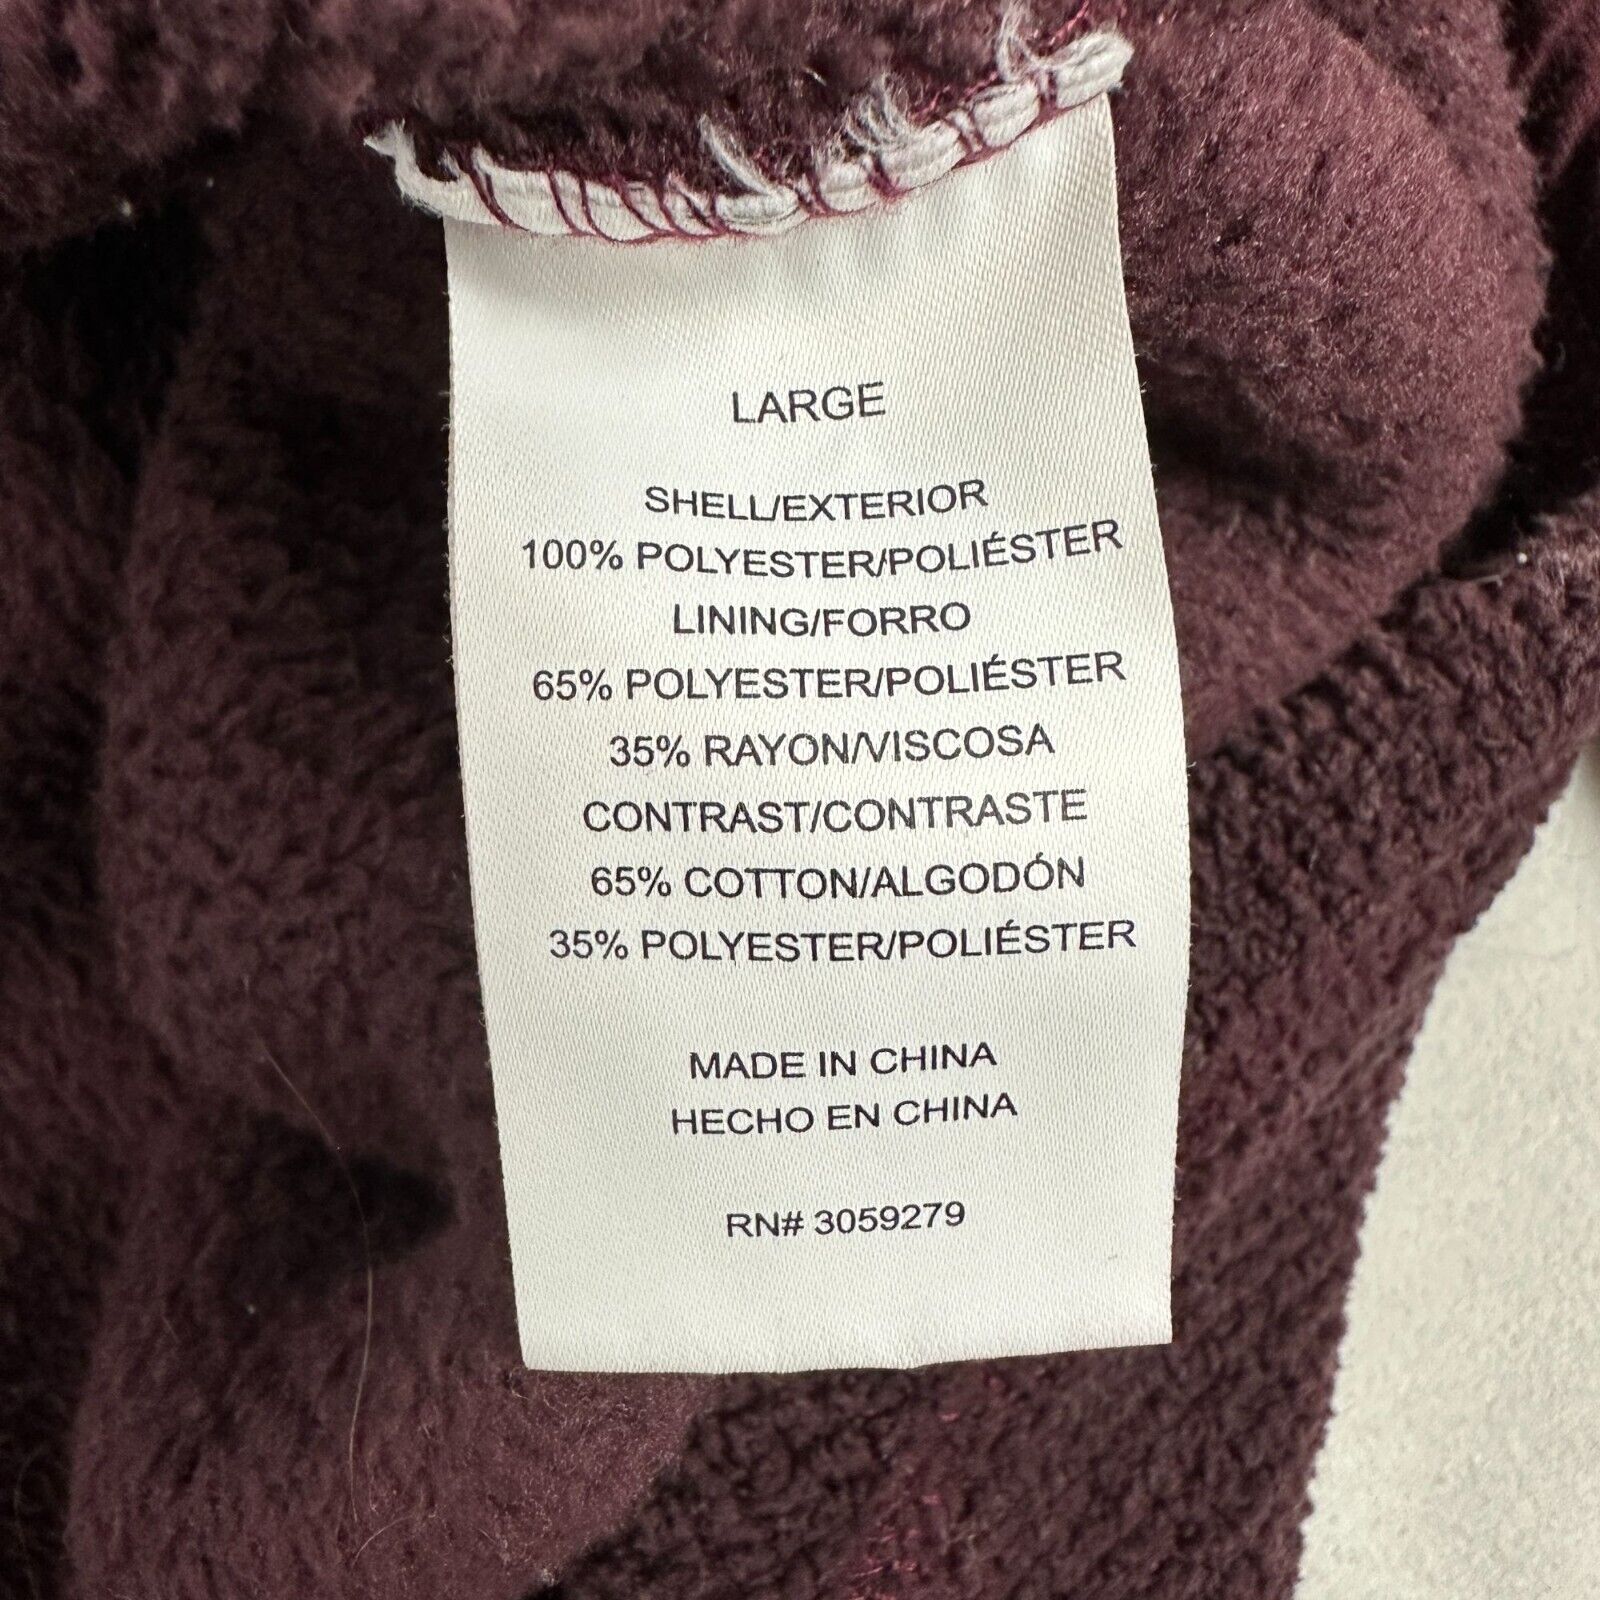 LARGE
SHELL/EXTERIOR
100% POLYESTER/POLIÉSTER
LINING/FORRO
65% POLYESTER/POLIÉSTER
35% RAYON/VISCOSA
CONTRAST/CONTRASTE
65% COTTON/ALGODÓN
35% POLYESTER/POLIÉSTER
MADE IN CHINA
HECHO EN CHINA
RN# 3059279